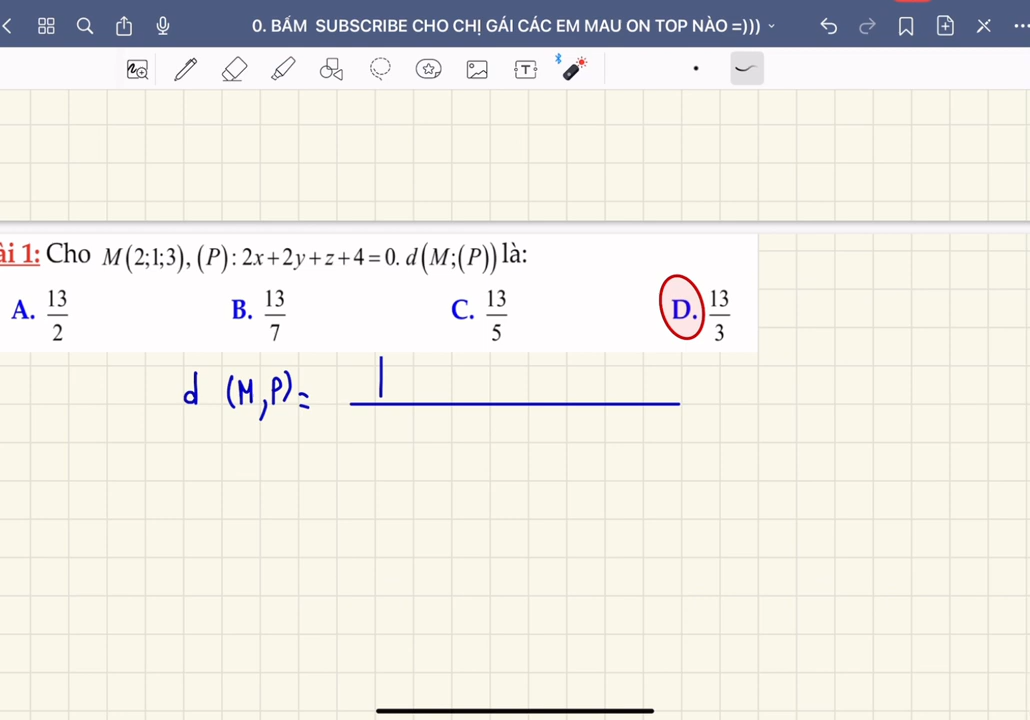 0. BẤM SUBSCRIBE CHO CHỊ GÁI CÁC EM MAU ON TOP NÀO =)))
ài 1: Cho M(2;1;3), (P): 2x+2y+z+4=0. d(M;(P)) là:
A. 13/2 B. 13/7 C. 13/5 D. 13/3
d (M,P)= |